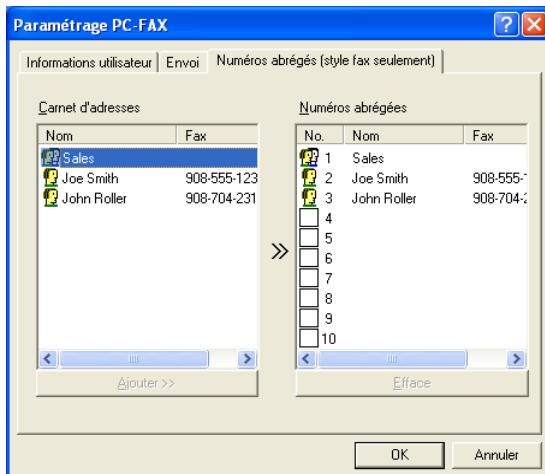 Paramétrage PC-FAX
Informations utilisateur Envoi Numéros abrégés (style fax seulement)
Carnet d'adresses Numéros abrégées
Nom Fax No. Nom Fax
Sales 1 Sales
Joe Smith 908-555-123 2 Joe Smith 908-555-
John Roller 908-704-231 3 John Roller 908-704-2
4
5
6
7
8
9
10
Ajouter >> Efface
OK Annuler